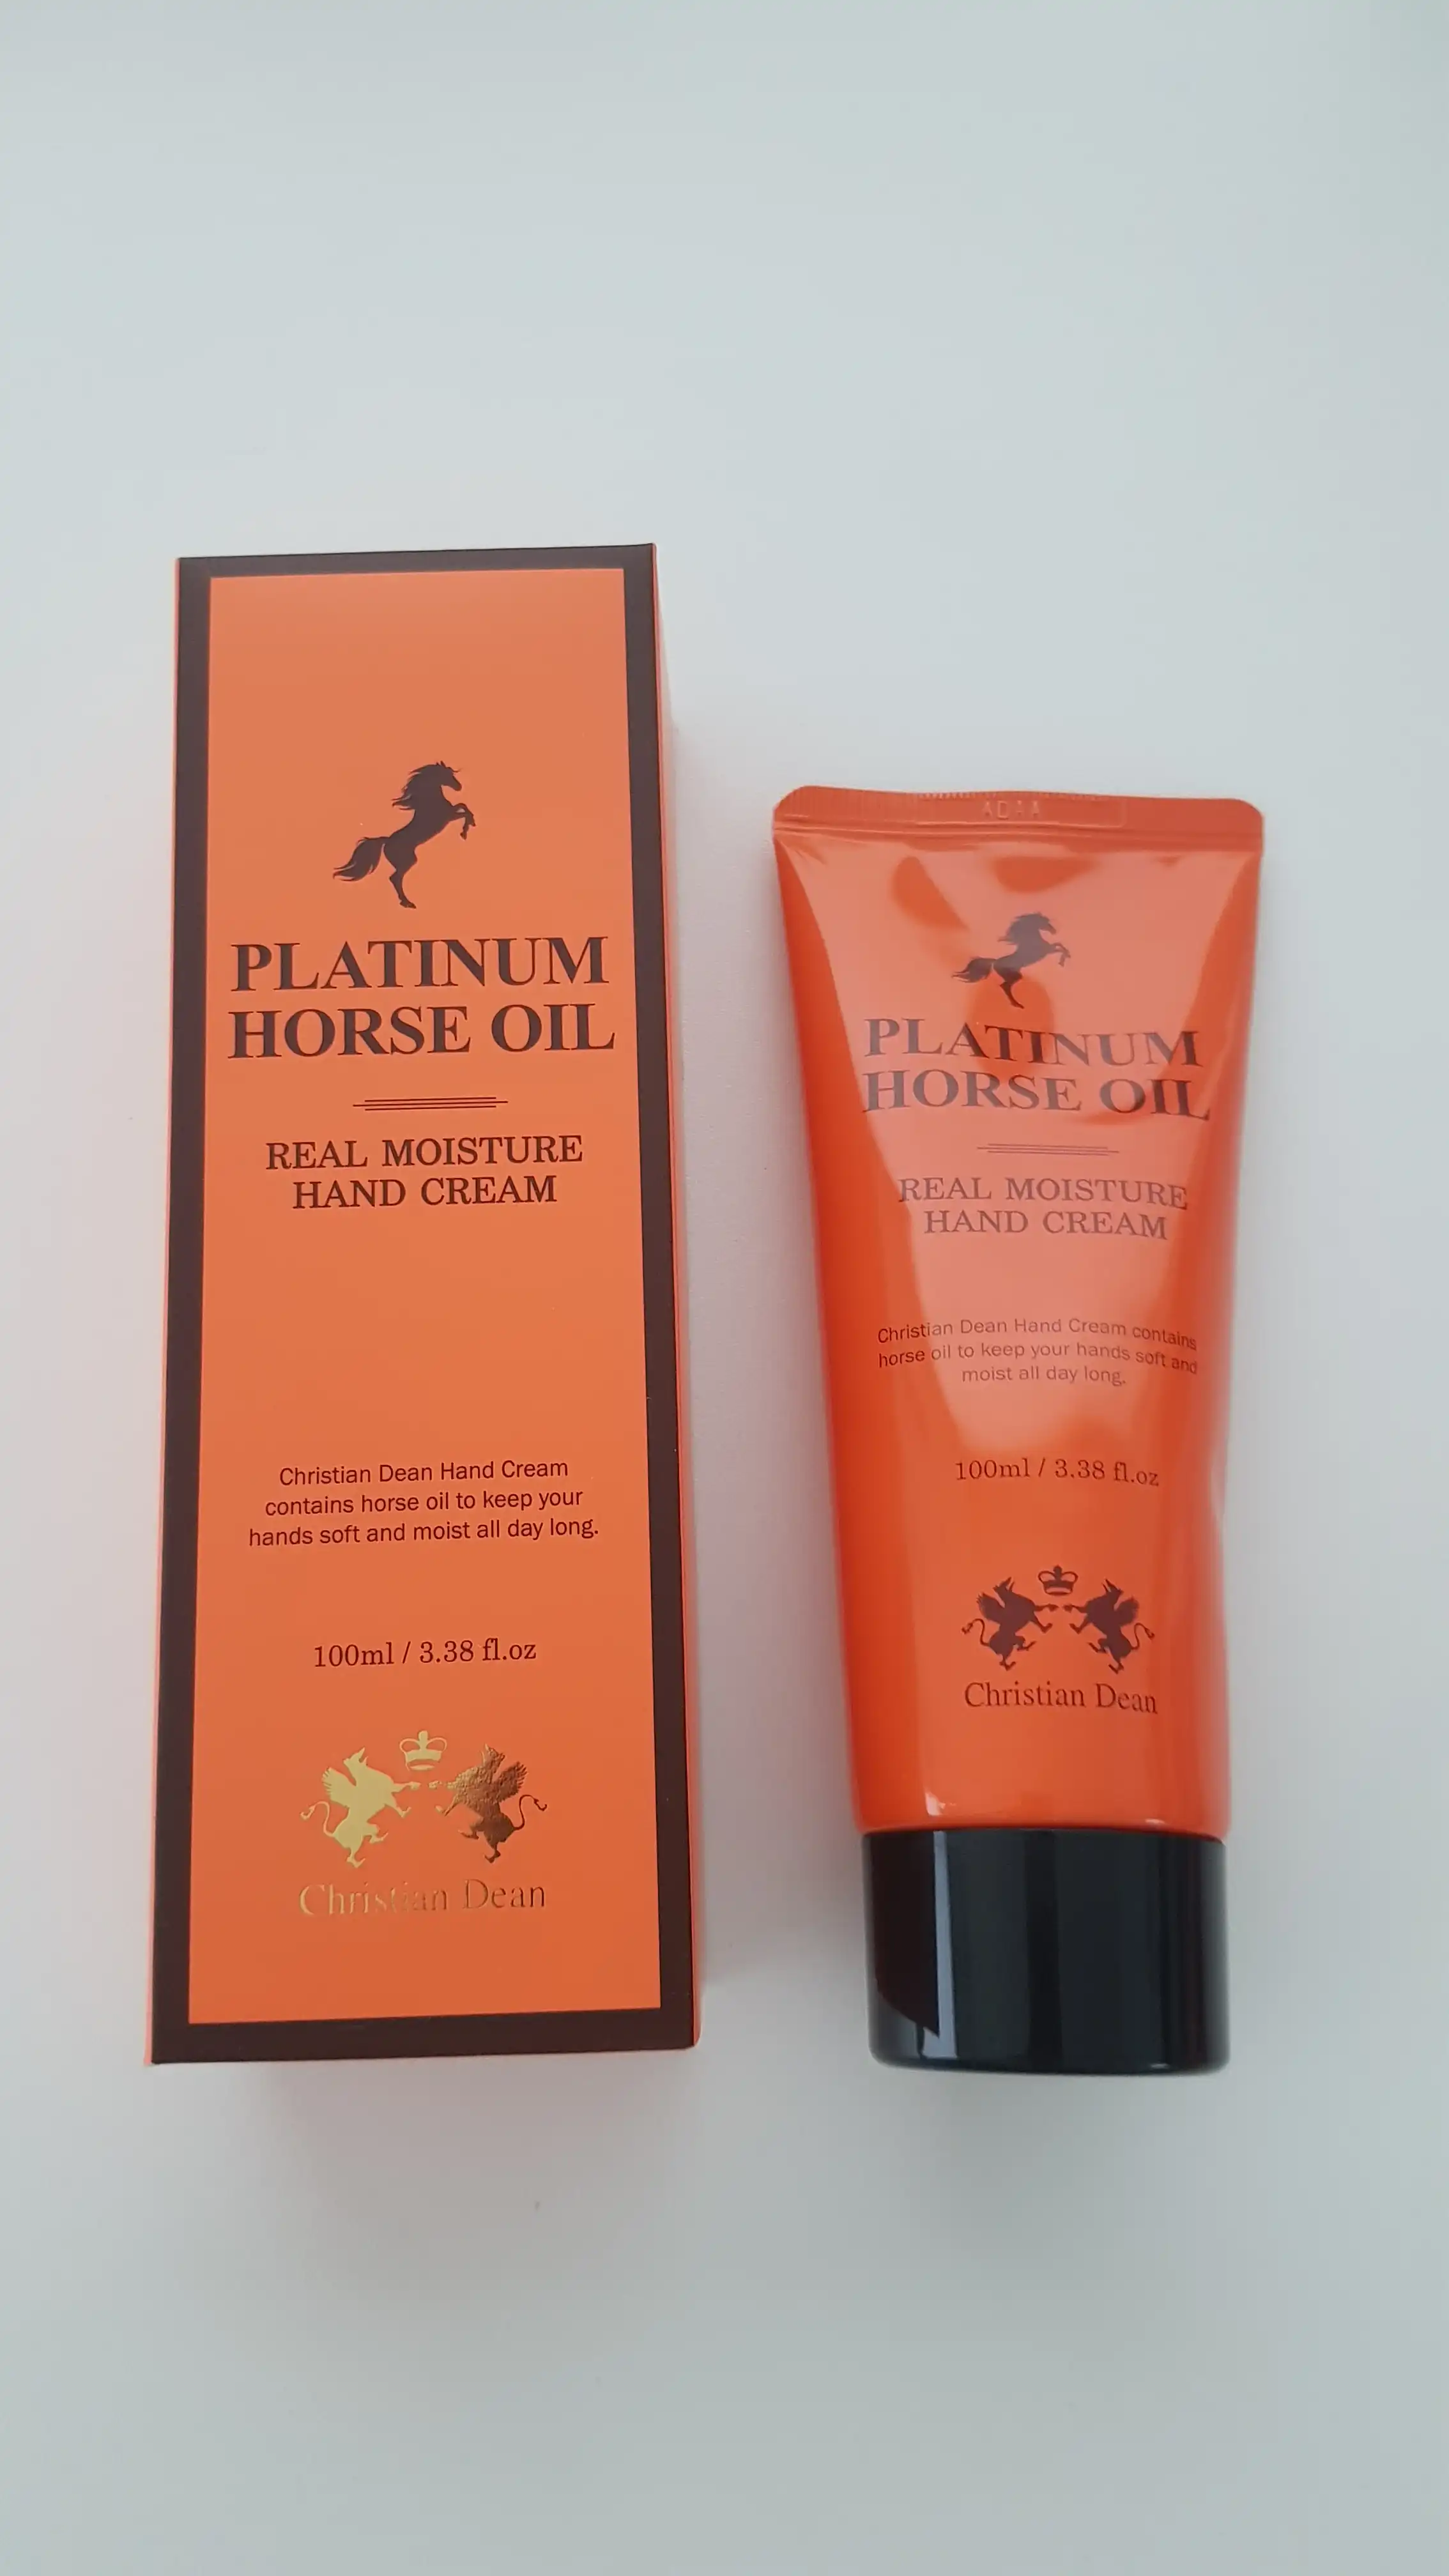 PLATINUM
HORSE OIL
REAL MOISTURE
HAND CREAM
Christian Dean Hand Cream
contains horse oil to keep your
hands soft and moist all day long.
100ml / 3.38 fl.oz
Christian Dean
PLATINUM
HORSE OIL
REAL MOISTURE
HAND CREAM
Christian Dean Hand Cream contains
horse oil to keep your hands soft and
moist all day long.
100ml / 3.38 fl.oz
Christian Dean